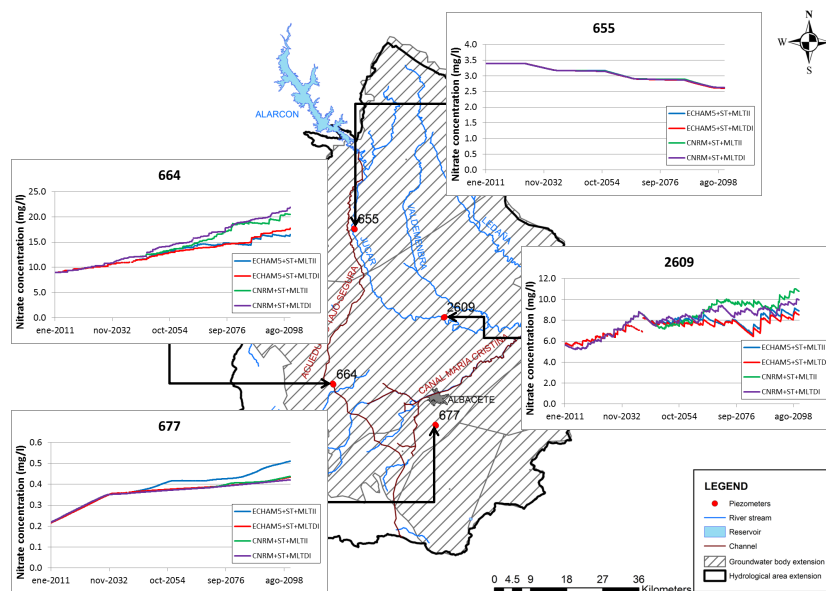 655
Nitrate concentration (mg/l)
4.0
3.5
3.0
2.5
2.0
1.5
1.0
0.5
0.0
ene-2011
nov-2032
oct-2054
sep-2076
ago-2098
ECHAM5+ST+MLTII
ECHAM5+ST+MLTDI
CNRM+ST+MLTII
CNRM+ST+MLTDI
N
W
E
S
ALARCON
664
Nitrate concentration (mg/l)
25.0
20.0
15.0
10.0
5.0
0.0
ene-2011
nov-2032
oct-2054
sep-2076
ago-2098
ECHAM5+ST+MLTII
ECHAM5+ST+MLTDI
CNRM+ST+MLTII
CNRM+ST+MLTDI
655
JUCAR
VALDEMENBRA
LEDAÑA
2609
664
CANAL MARIA CRISTINA
ALBACETE
677
2609
Nitrate concentration (mg/l)
12.0
10.0
8.0
6.0
4.0
2.0
0.0
ene-2011
nov-2032
oct-2054
sep-2076
ago-2098
ECHAM5+ST+MLTII
ECHAM5+ST+MLTDI
CNRM+ST+MLTII
CNRM+ST+MLTDI
677
Nitrate concentration (mg/l)
0.6
0.5
0.4
0.3
0.2
0.1
0.0
ene-2011
nov-2032
oct-2054
sep-2076
ago-2098
ECHAM5+ST+MLTII
ECHAM5+ST+MLTDI
CNRM+ST+MLTII
CNRM+ST+MLTDI
LEGEND
Piezometers
River stream
Reservoir
Channel
Groundwater body extension
Hydrological area extension
0 4.5 9 18 27 36
Kilometers